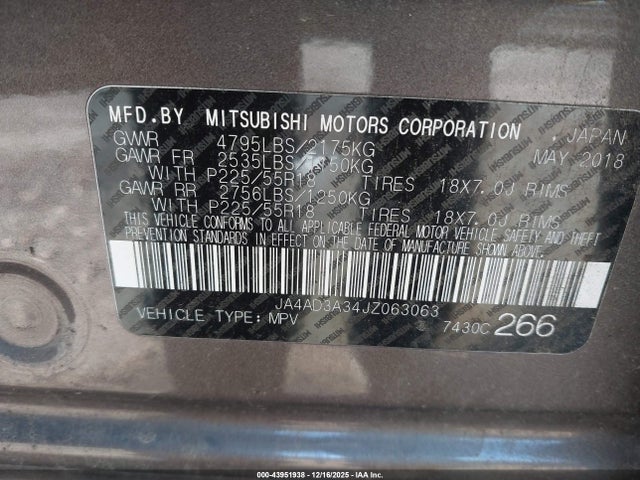 MFD.BY MITSUBISHI MOTORS CORPORATION , JAPAN
GVWR 4795LBS/2175KG MAY 2018
GAWR FR 2535LBS/1150KG
WITH P225/55R18 TIRES 18X7.0J RIMS
GAWR RR 2756LBS/1250KG
WITH P225/55R18 TIRES 18X7.0J RIMS
THIS VEHICLE CONFORMS TO ALL APPLICABLE FEDERAL MOTOR VEHICLE SAFETY AND THEFT
PREVENTION STANDARDS IN EFFECT ON THE DATE OF MANUFACTURE SHOWN ABOVE.
JA4AD3A34JZ063063
VEHICLE TYPE: MPV 7430C 266
000-43951938 - 12/16/2025 - IAA Inc.